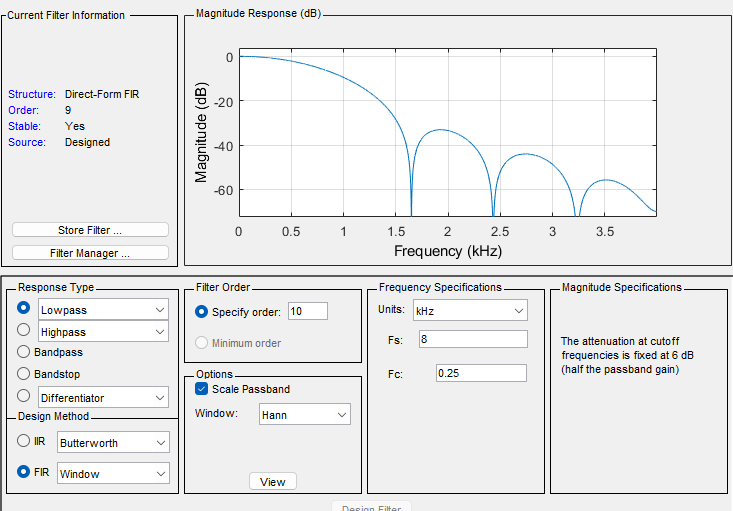 Current Filter Information
Structure: Direct-Form FIR
Order: 9
Stable: Yes
Source: Designed
Store Filter ...
Filter Manager ...
Magnitude Response (dB)
0
-20
-40
-60
Magnitude (dB)
0 0.5 1 1.5 2 2.5 3 3.5
Frequency (kHz)
Response Type
Lowpass
Highpass
Bandpass
Bandstop
Differentiator
Design Method
IIR Butterworth
FIR Window
Filter Order
Specify order: 10
Minimum order
Options
Scale Passband
Window: Hann
View
Frequency Specifications
Units: kHz
Fs: 8
Fc: 0.25
Magnitude Specifications
The attenuation at cutoff
frequencies is fixed at 6 dB
(half the passband gain)
Design Filter